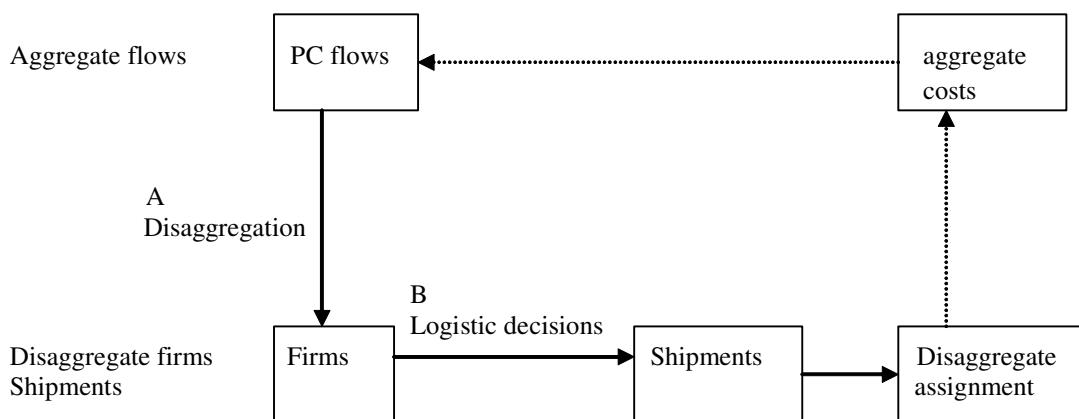 Aggregate flows
PC flows
aggregate
costs
A
Disaggregation
B
Logistic decisions
Disaggregate firms
Shipments
Firms
Shipments
Disaggregate
assignment